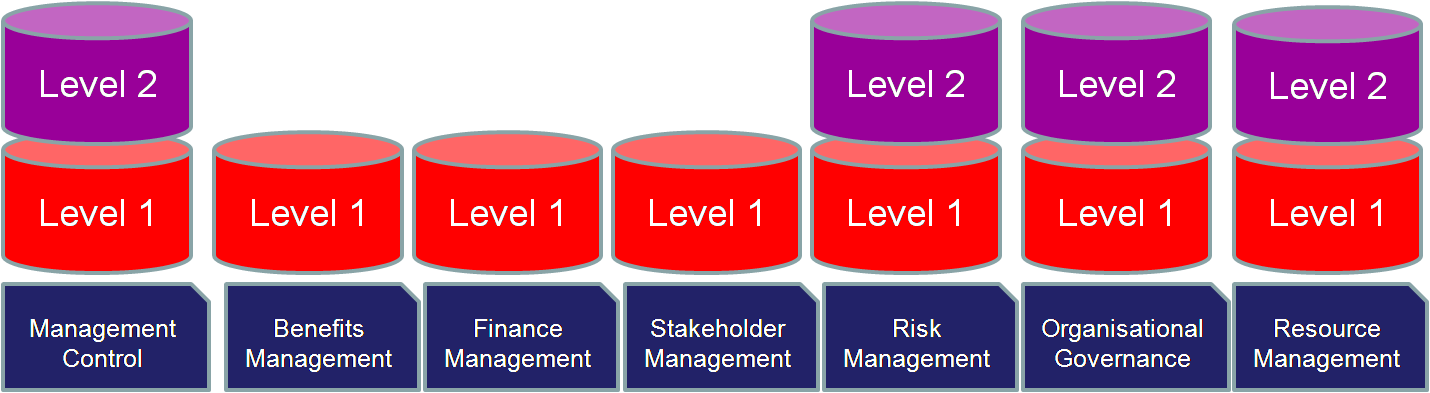 Level 2
Level 2
Level 2
Level 2
Level 1
Level 1
Level 1
Level 1
Level 1
Level 1
Level 1
Management
Control
Benefits
Management
Finance
Management
Stakeholder
Management
Risk
Management
Organisational
Governance
Resource
Management